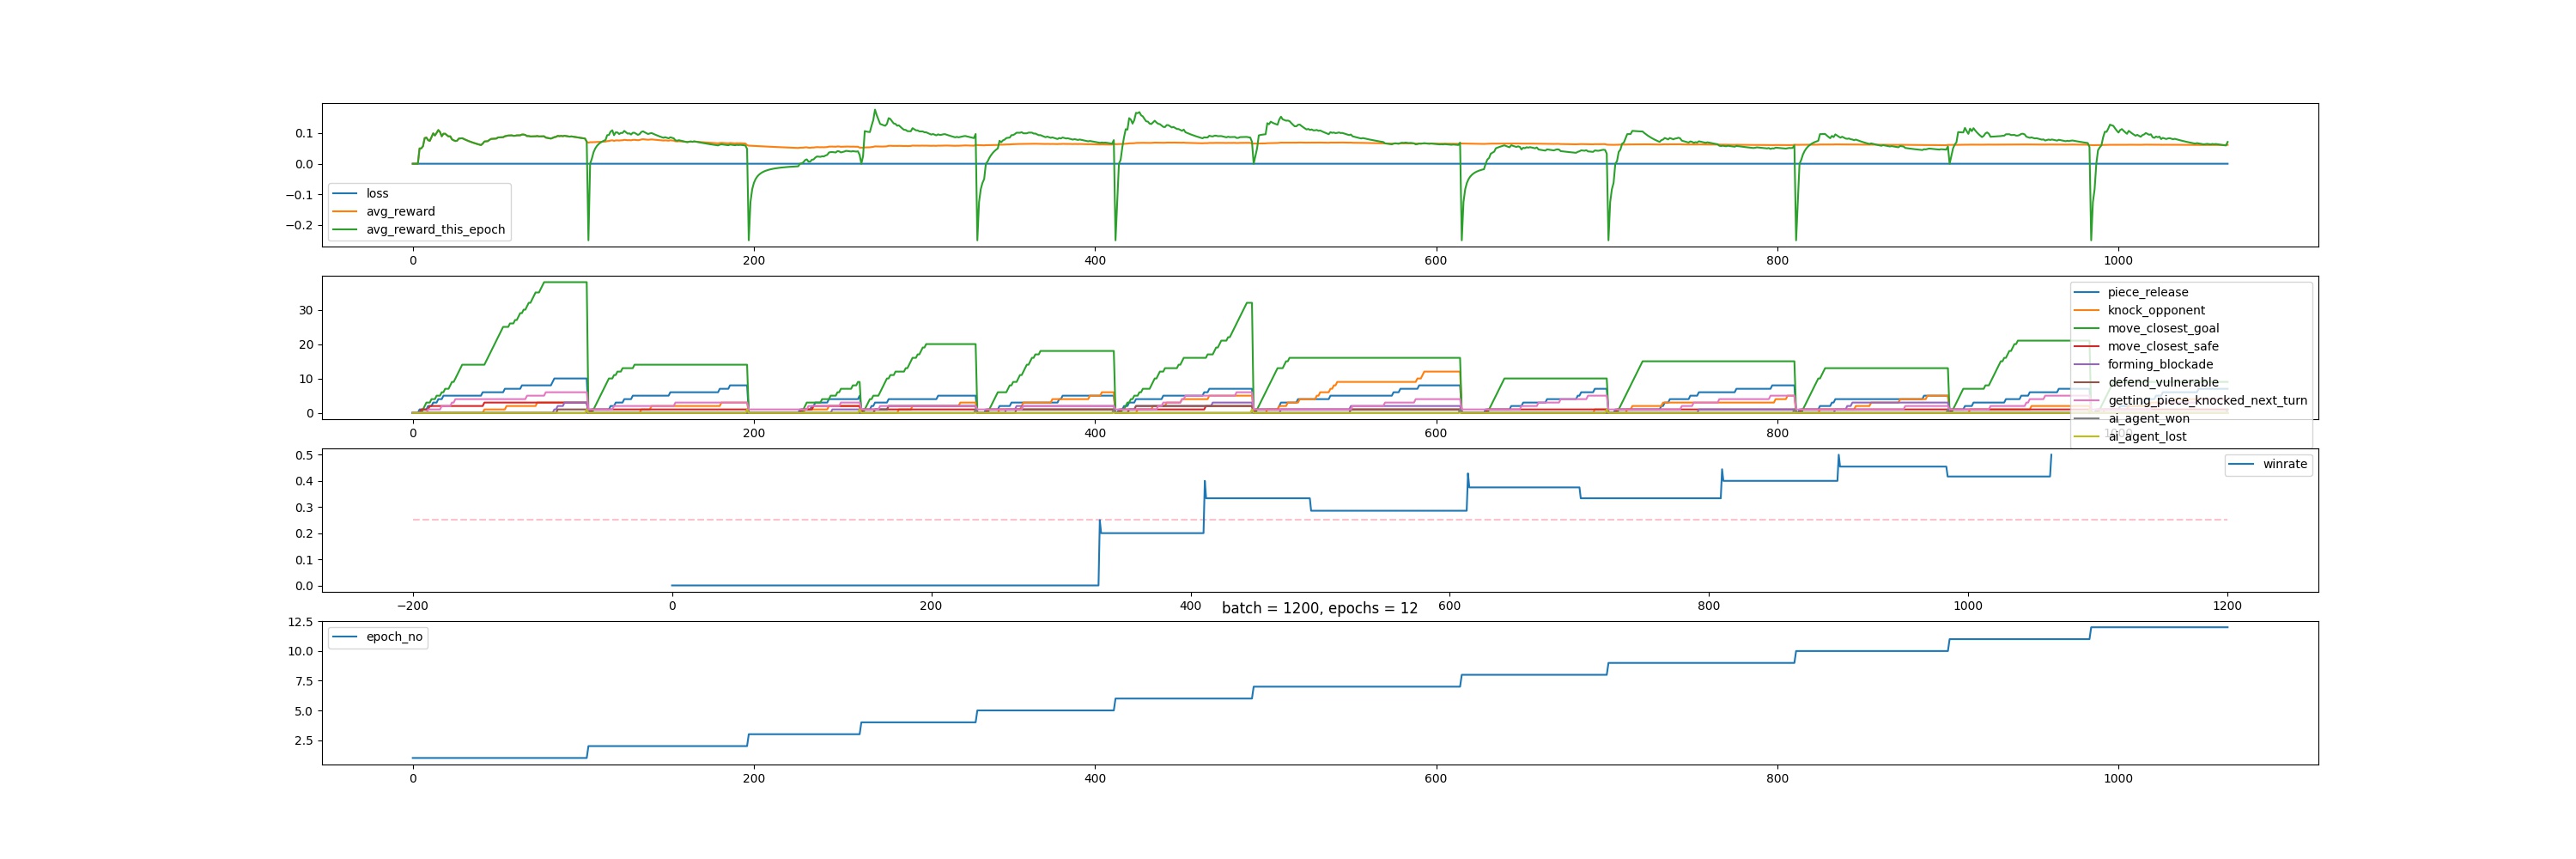 0.1
0.0
−0.1
−0.2
loss
avg_reward
avg_reward_this_epoch
0 200 400 600 800 1000
30
20
10
0
piece_release
knock_opponent
move_closest_goal
move_closest_safe
forming_blockade
defend_vulnerable
getting_piece_knocked_next_turn
ai_agent_won
ai_agent_lost
0 200 400 600 800 1000
0.5
0.4
0.3
0.2
0.1
0.0
winrate
−200 0 200 400 600 800 1000 1200
batch = 1200, epochs = 12
12.5
10.0
7.5
5.0
2.5
epoch_no
0 200 400 600 800 1000